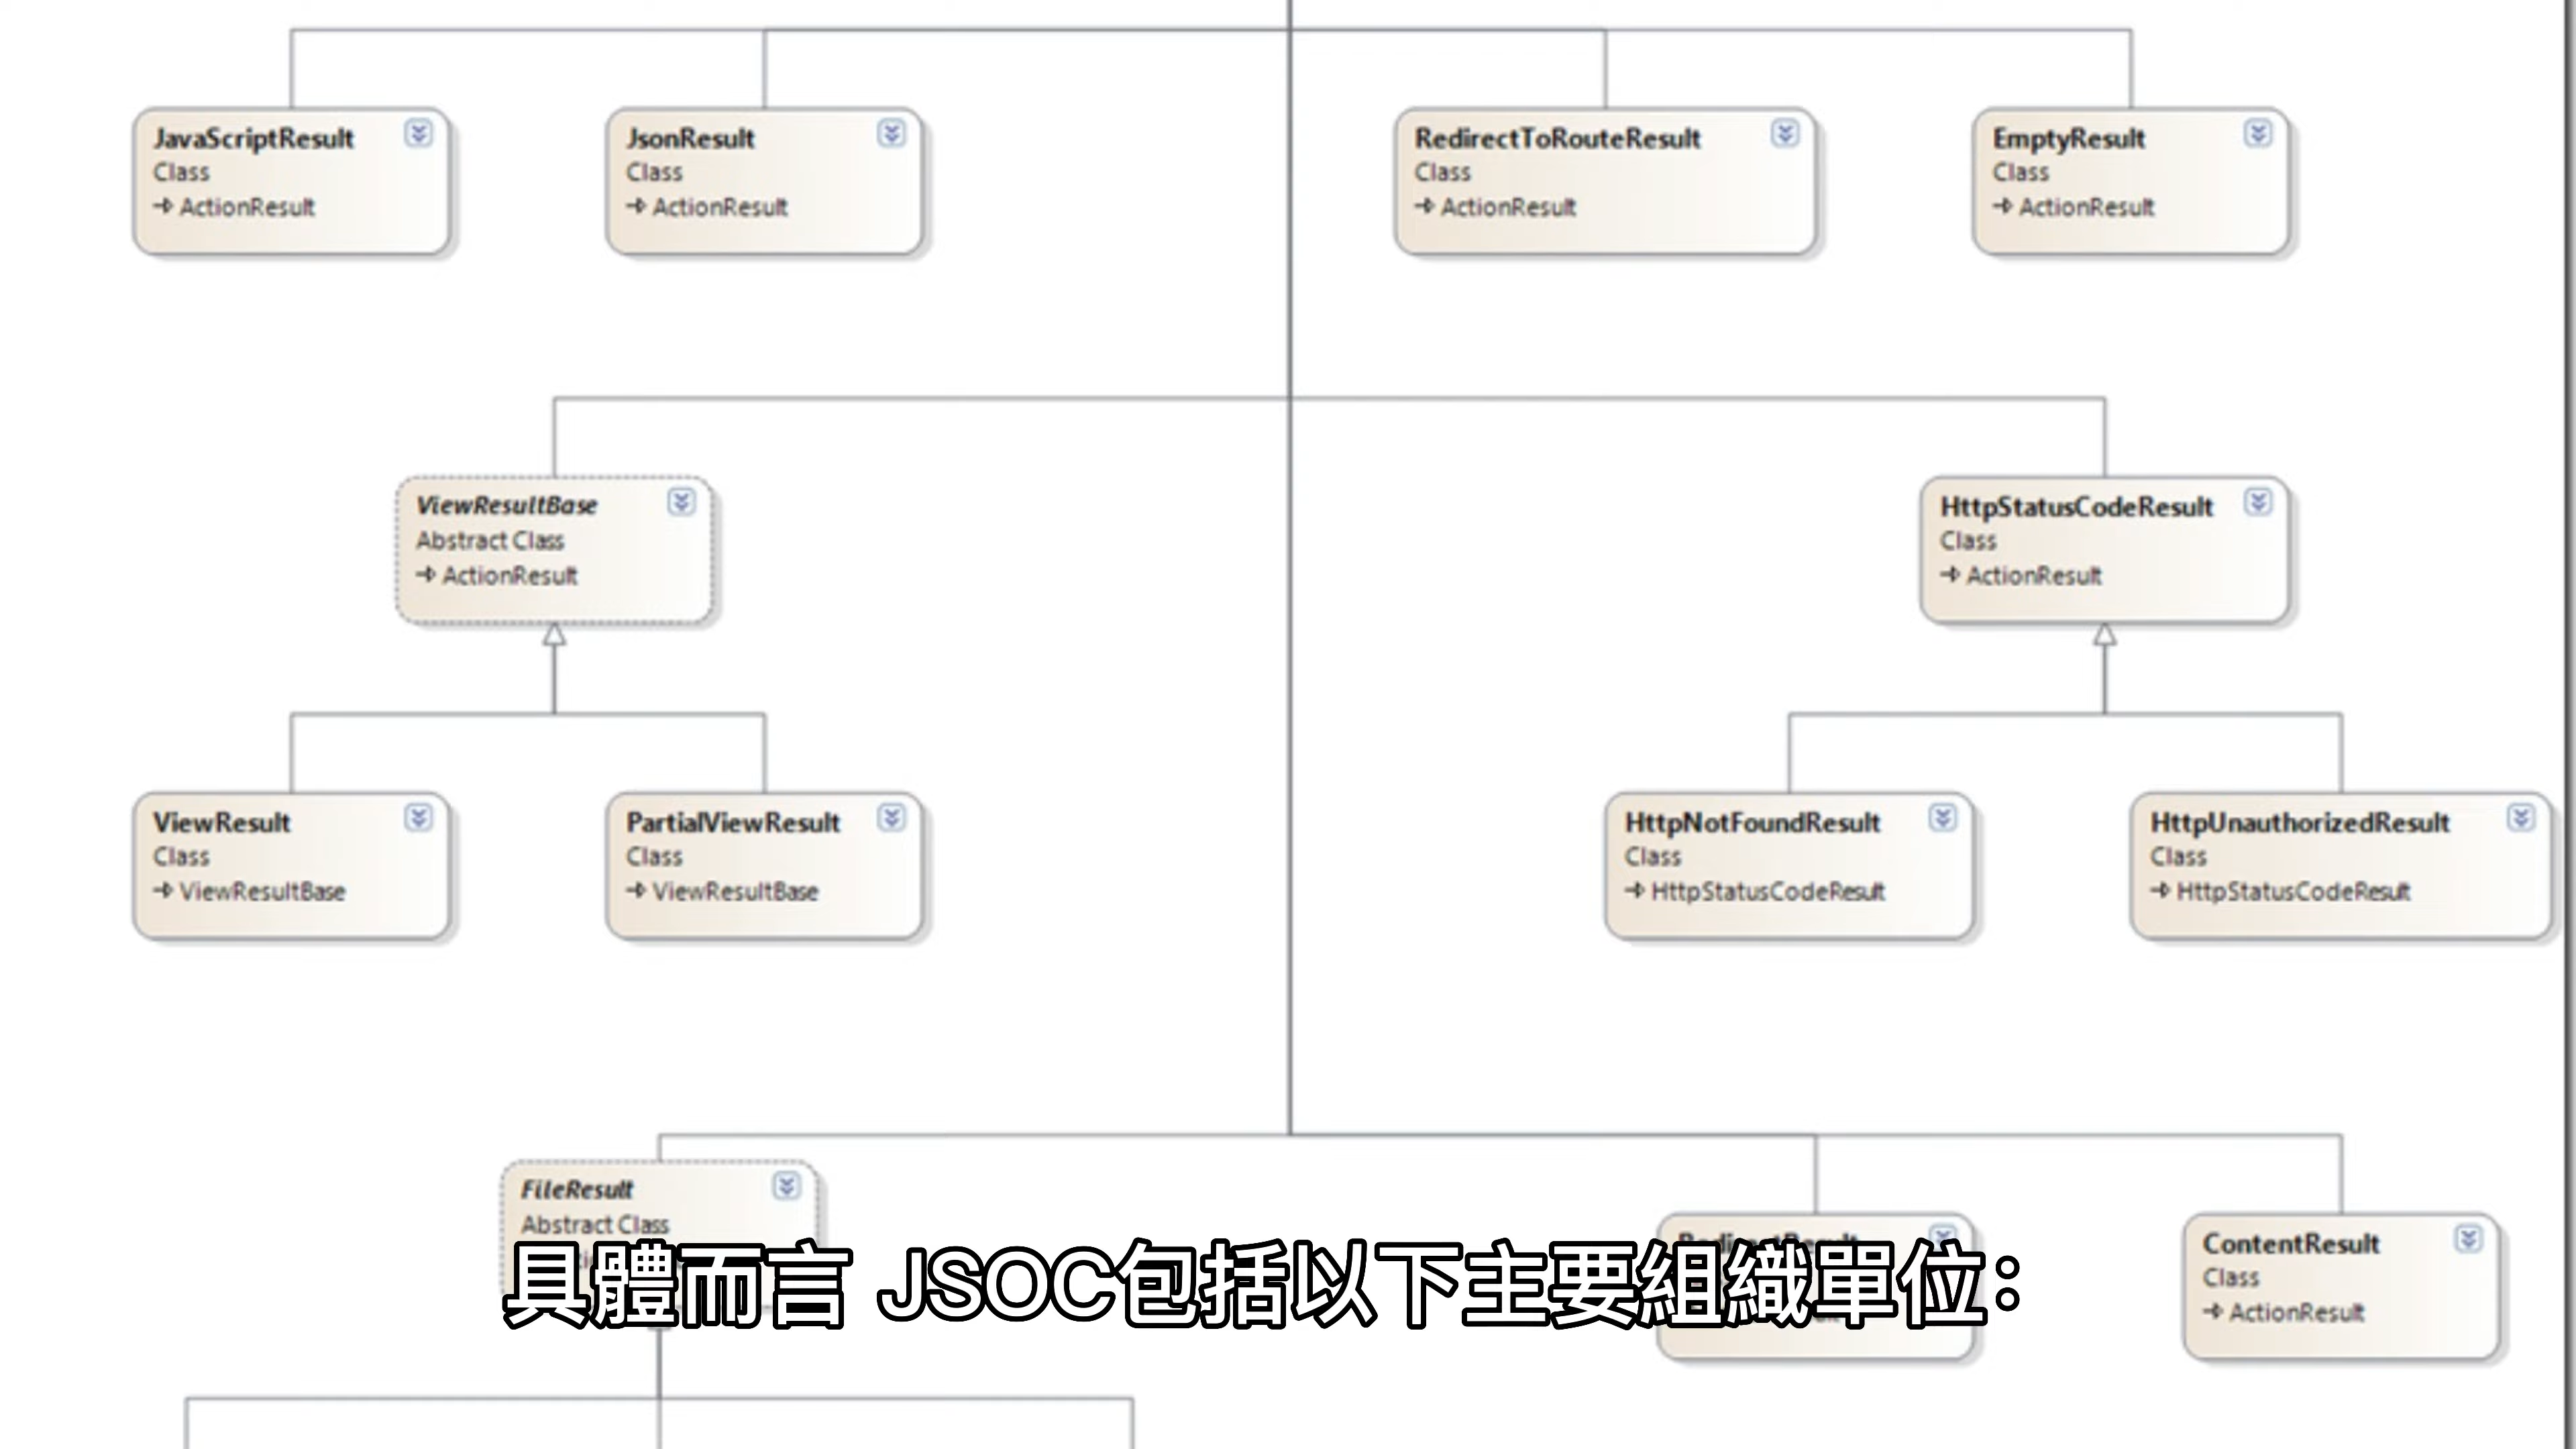 JavaScriptResult
Class
ActionResult
JsonResult
Class
ActionResult
RedirectToRouteResult
Class
ActionResult
EmptyResult
Class
ActionResult
ViewResultBase
Abstract Class
ActionResult
HttpStatusCodeResult
Class
ActionResult
ViewResult
Class
ViewResultBase
PartialViewResult
Class
ViewResultBase
HttpNotFoundResult
Class
HttpStatusCodeResult
HttpUnauthorizedResult
Class
HttpStatusCodeResult
FileResult
Abstract Class
RedirectResult
ContentResult
Class
ActionResult
具體而言 JSOC包括以下主要組織單位: